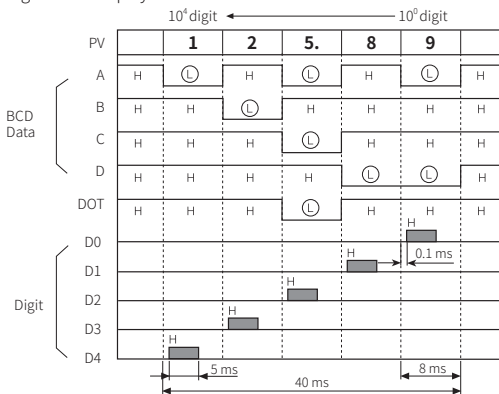 10⁴ digit 10⁰ digit
PV 1 2 5. 8 9
A H L H L H L H
BCD Data
B H H L H H H H
C H H H L H H H
D H H H H L L H
DOT H H H L H H H
D0 H
0.1 ms
D1 H
Digit
D2 H
D3 H
D4 H
5 ms 8 ms
40 ms